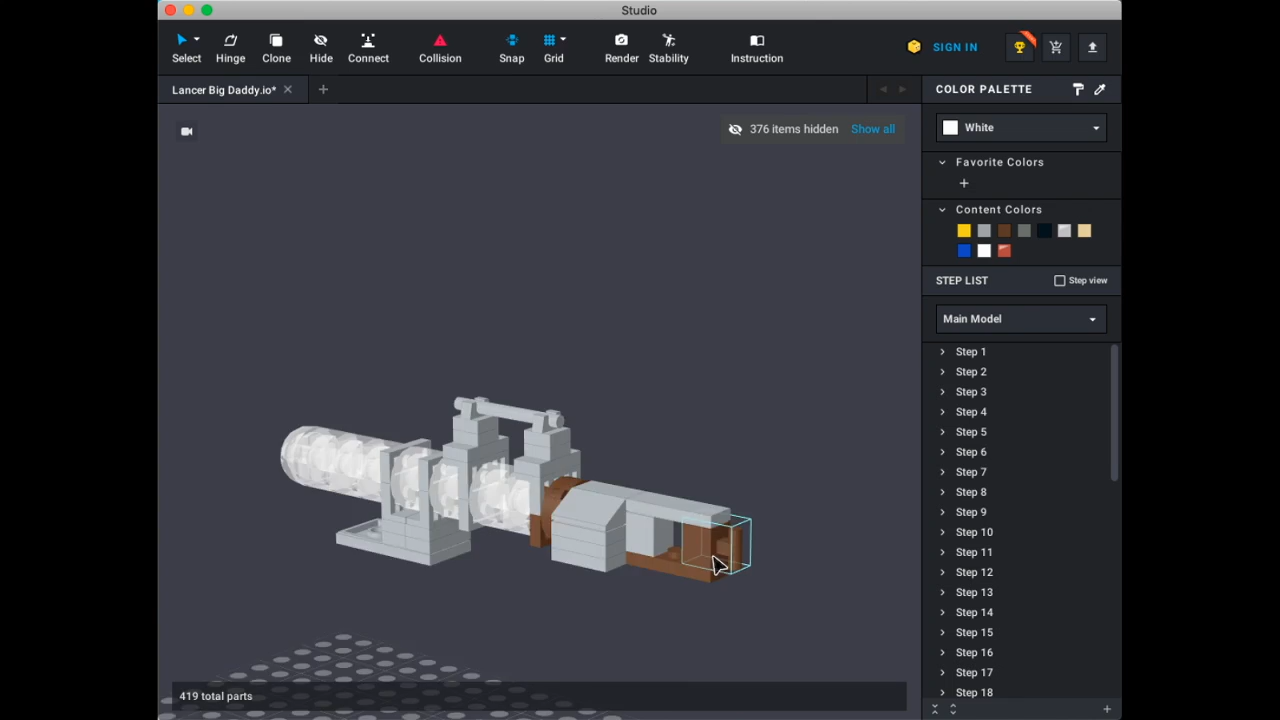 Studio
Select Hinge Clone Hide Connect Collision Snap Grid Render Stability Instruction SIGN IN
Lancer Big Daddy.io* COLOR PALETTE
376 items hidden Show all White
Favorite Colors
Content Colors
STEP LIST Step view
Main Model
Step 1
Step 2
Step 3
Step 4
Step 5
Step 6
Step 7
Step 8
Step 9
Step 10
Step 11
Step 12
Step 13
Step 14
Step 15
Step 16
Step 17
Step 18
419 total parts